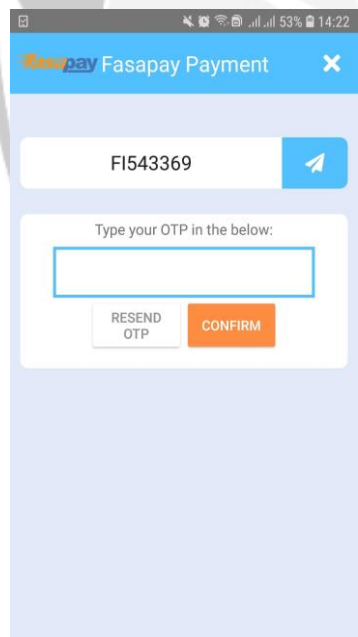 53% 14:22
Fasapay Fasapay Payment
FI543369
Type your OTP in the below:
RESEND
OTP
CONFIRM